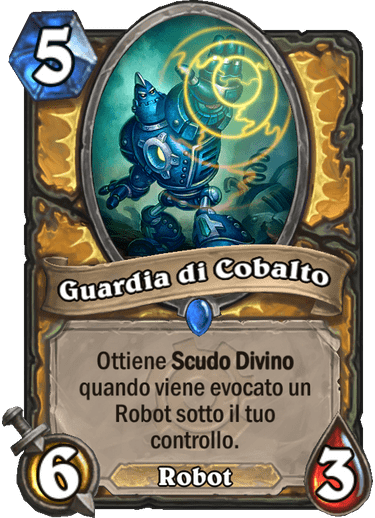 5
Guardia di Cobalto
Ottiene Scudo Divino
quando viene evocato un
Robot sotto il tuo
controllo.
6
Robot
3